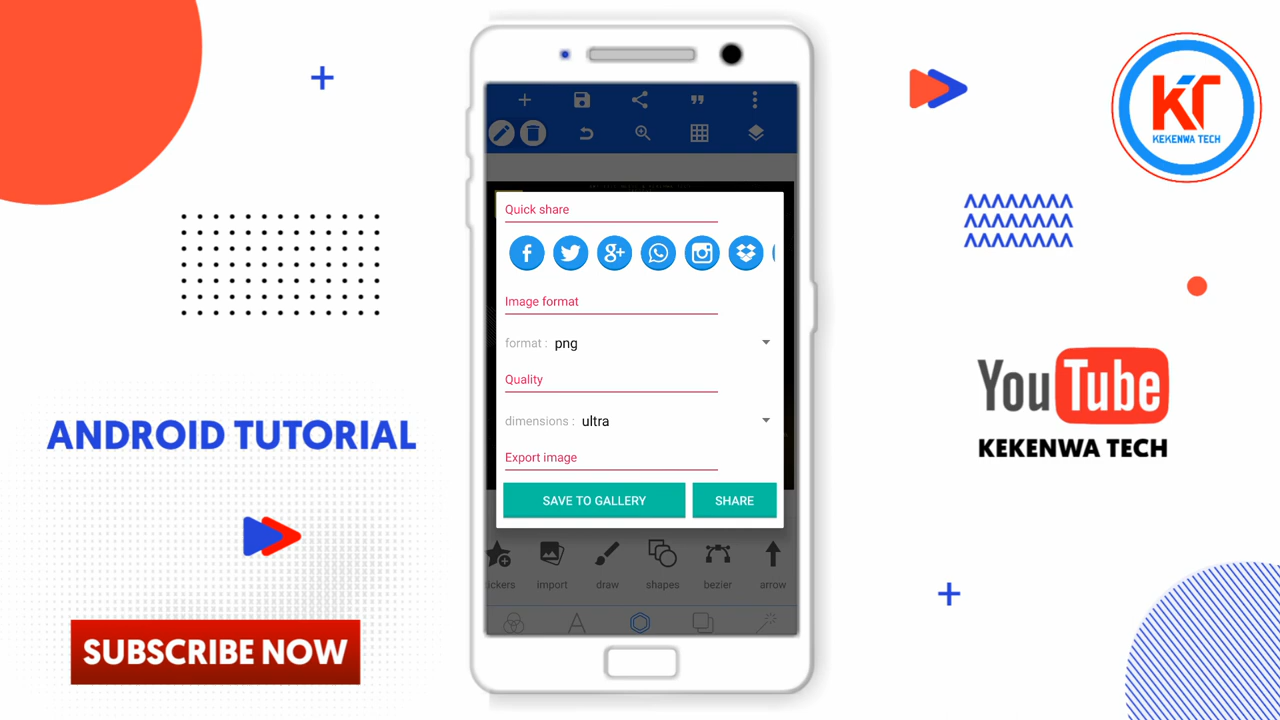 KT
KEKENWA TECH
Quick share
Image format
format : png
Quality
dimensions : ultra
Export image
SAVE TO GALLERY
SHARE
ckers
import
draw
shapes
bezier
arrow
ANDROID TUTORIAL
SUBSCRIBE NOW
YouTube
KEKENWA TECH